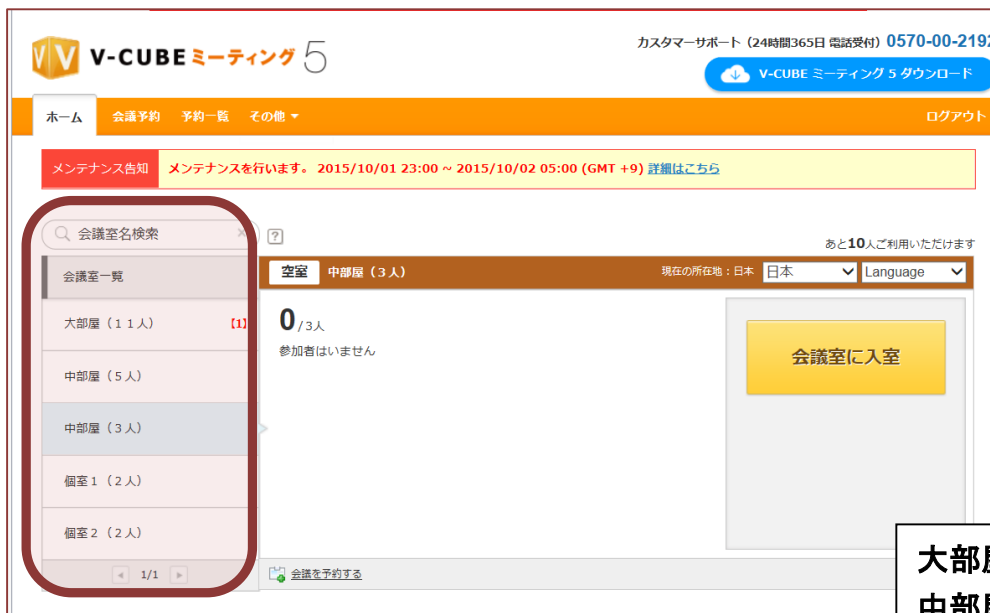 V-CUBE ミーティング 5
カスタマーサポート（24時間365日 電話受付）0570-00-2192
V-CUBE ミーティング 5 ダウンロード
ホーム 会議予約 予約一覧 その他 ▼ ログアウト
メンテナンス告知 メンテナンスを行います。 2015/10/01 23:00 ~ 2015/10/02 05:00 (GMT +9) 詳細はこちら
会議室名検索 × ?
あと10人ご利用いただけます
会議室一覧
空室 中部屋（３人） 現在の所在地：日本 日本 Language
大部屋（１１人） 【1】
0/3人
参加者はいません
会議室に入室
中部屋（５人）
中部屋（３人）
個室１（２人）
個室２（２人）
1/1
会議を予約する
大部屋
中部屋